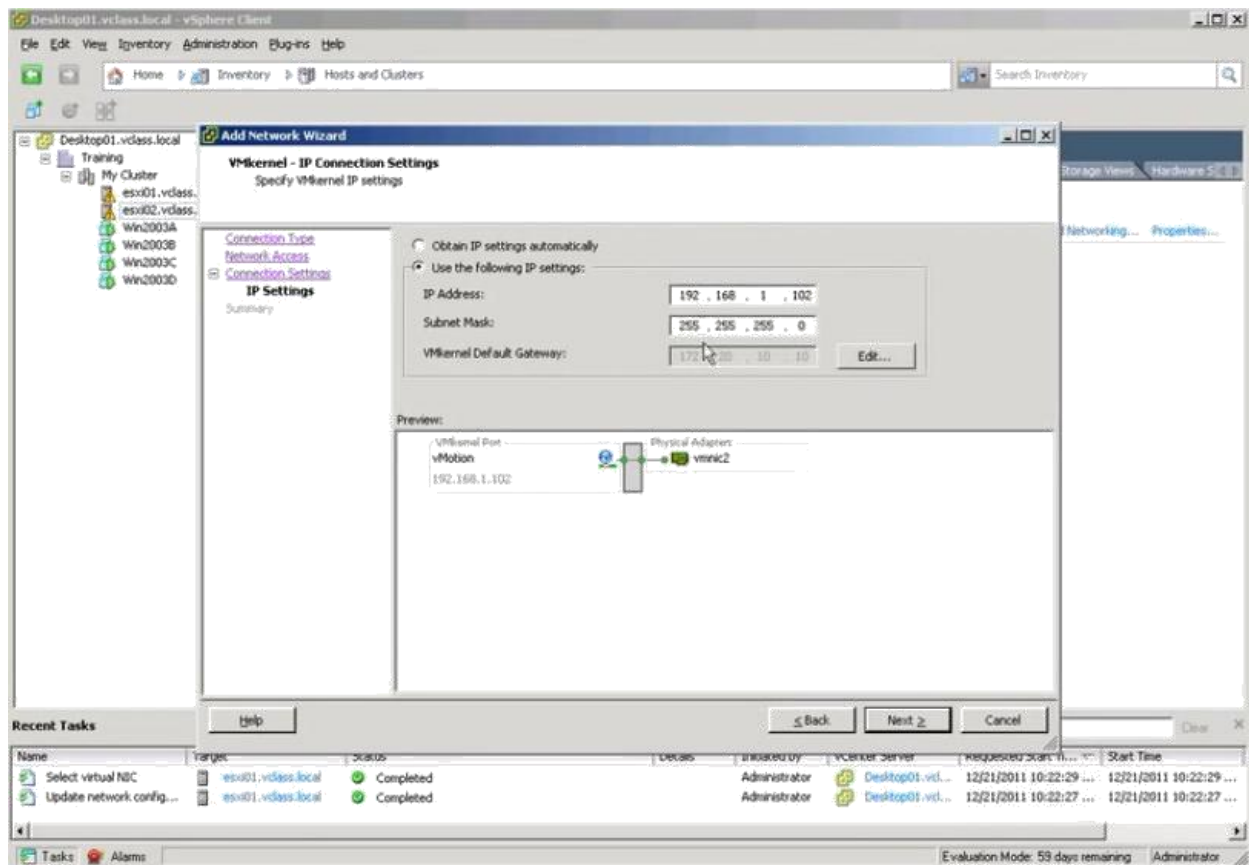 Desktop01.vclass.local - vSphere Client
File Edit View Inventory Administration Plug-ins Help
Home Inventory Hosts and Clusters
Search Inventory
Desktop01.vclass.local
Training
My Cluster
esxi01.vclass.
esxi02.vclass.
Win2003A
Win2003B
Win2003C
Win2003D
Storage Views Hardware S
Networking... Properties...
Add Network Wizard
VMkernel - IP Connection Settings
Specify VMkernel IP settings
Connection Type
Network Access
Connection Settings
IP Settings
Summary
Obtain IP settings automatically
Use the following IP settings:
IP Address: 192 . 168 . 1 . 102
Subnet Mask: 255 . 255 . 255 . 0
VMkernel Default Gateway: 172 . 20 . 10 . 10
Edit...
Preview:
VMkernel Port
vMotion
192.168.1.102
Physical Adapters
vmnic2
Help
< Back Next > Cancel
Recent Tasks
Clear
Name Target Status Details Initiated by vCenter Server Requested Start Ti... Start Time
Select virtual NIC esxi01.vclass.local Completed Administrator Desktop01.vcl... 12/21/2011 10:22:29 ... 12/21/2011 10:22:29 ...
Update network config... esxi01.vclass.local Completed Administrator Desktop01.vcl... 12/21/2011 10:22:27 ... 12/21/2011 10:22:27 ...
Tasks Alarms
Evaluation Mode: 59 days remaining Administrator